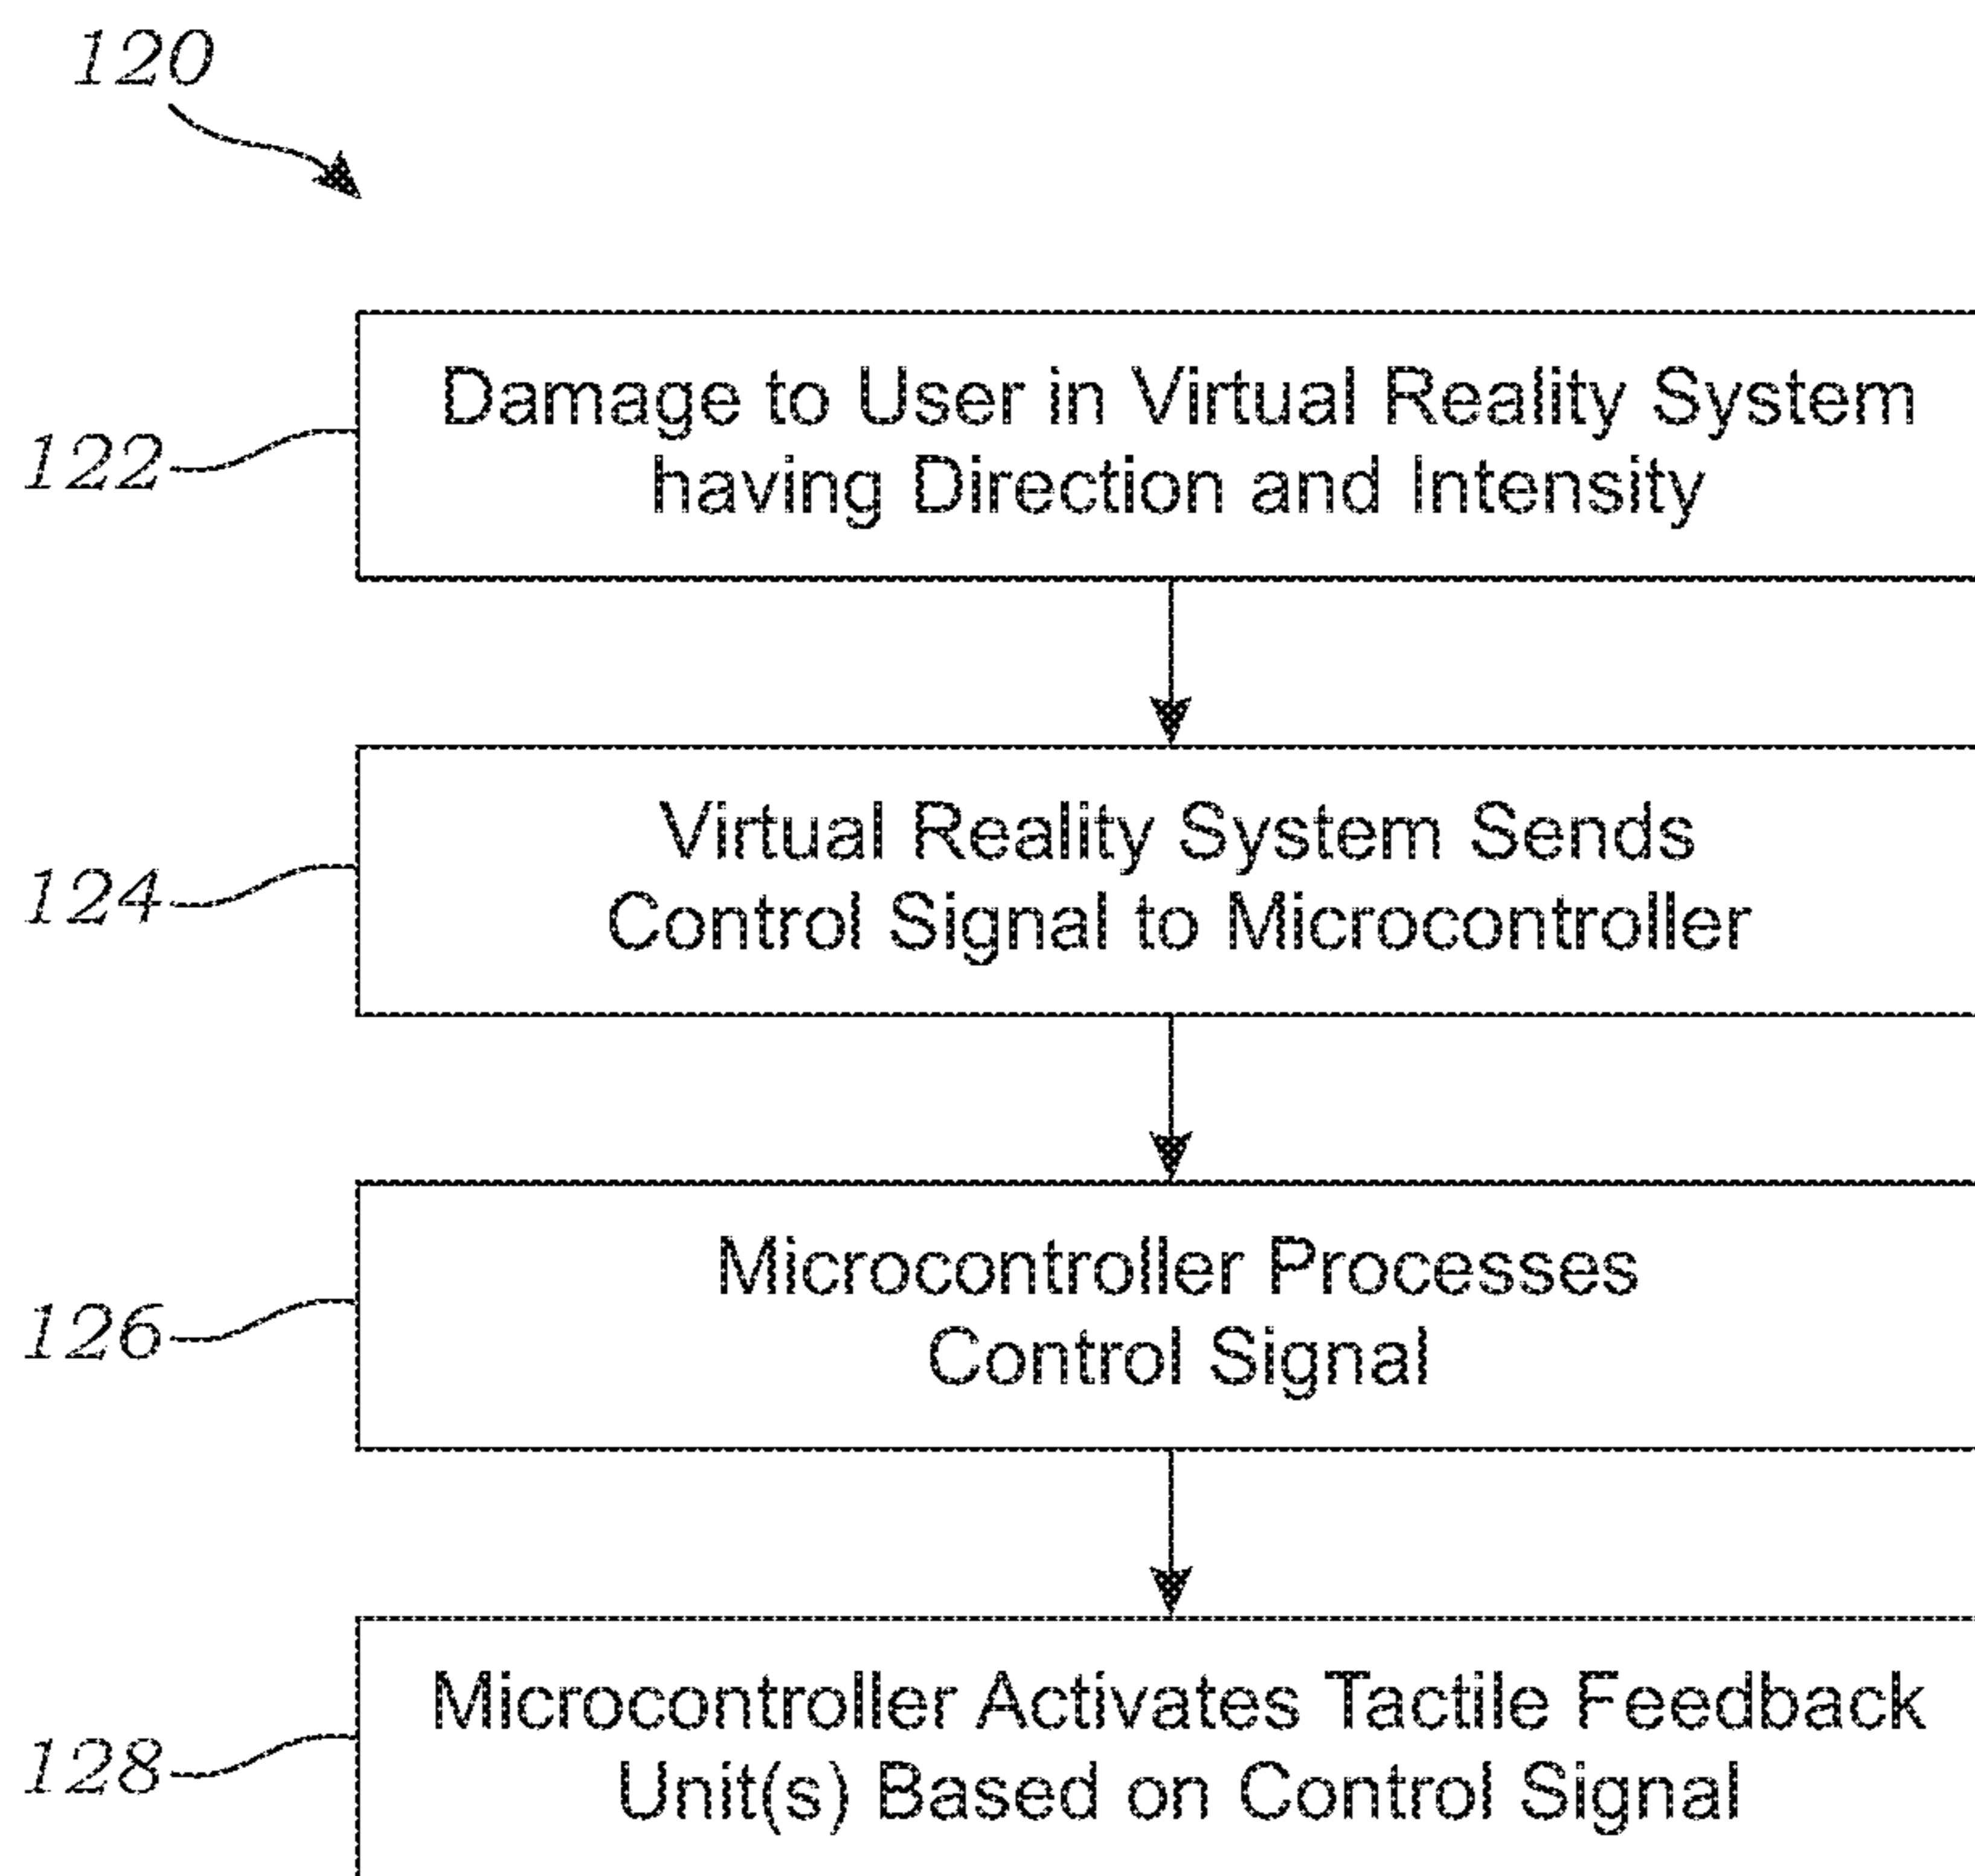 120
122
Damage to User in Virtual Reality System
having Direction and Intensity
124
Virtual Reality System Sends
Control Signal to Microcontroller
126
Microcontroller Processes
Control Signal
128
Microcontroller Activates Tactile Feedback
Unit(s) Based on Control Signal